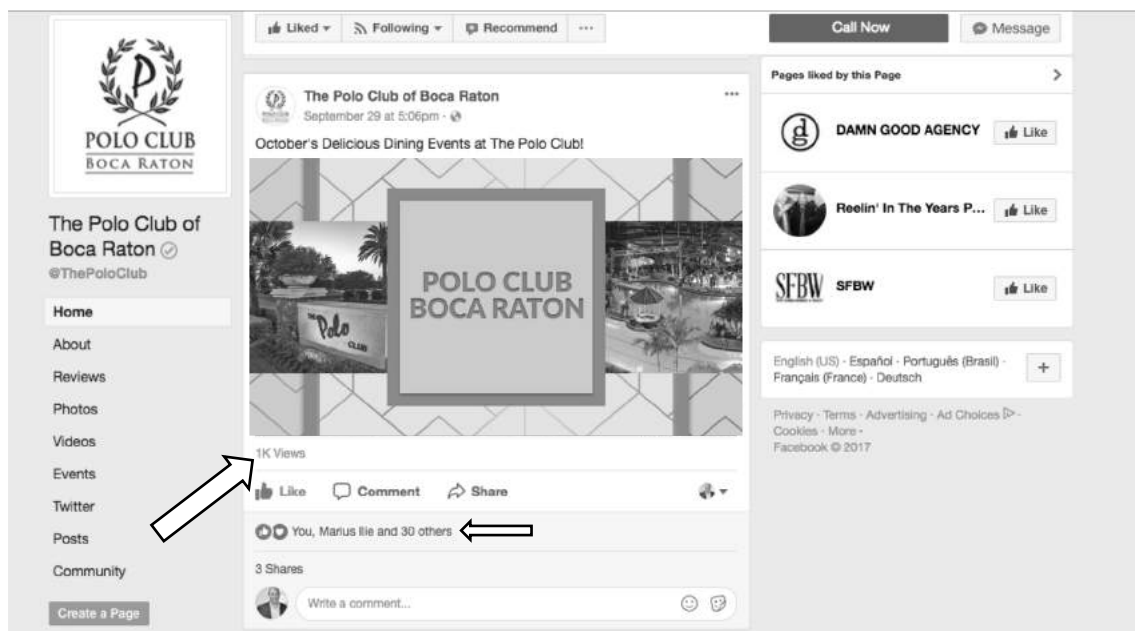 POLO CLUB
BOCA RATON
The Polo Club of
Boca Raton
@ThePoloClub
Home
About
Reviews
Photos
Videos
Events
Twitter
Posts
Community
Create a Page
Liked
Following
Recommend
The Polo Club of Boca Raton
September 29 at 5:06pm
October's Delicious Dining Events at The Polo Club!
THE
Polo
CLUB
POLO CLUB
BOCA RATON
1K Views
Like Comment Share
You, Marius Ilie and 30 others
3 Shares
Write a comment...
Call Now
Message
Pages liked by this Page
d
g
DAMN GOOD AGENCY
Like
Reelin' In The Years P...
Like
SFBW
SFBW
Like
English (US) · Español · Português (Brasil) ·
Français (France) · Deutsch
Privacy · Terms · Advertising · Ad Choices ·
Cookies · More
Facebook © 2017